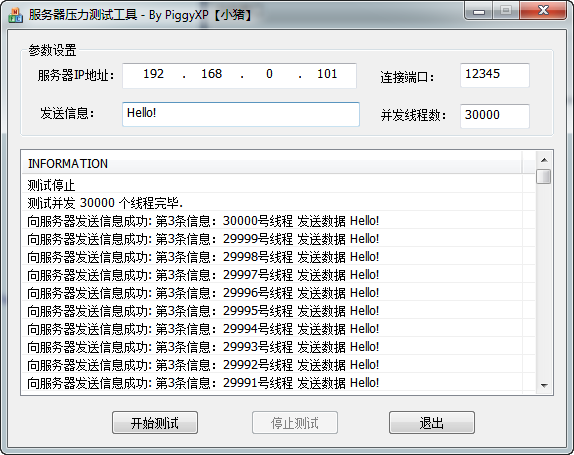 服务器压力测试工具 - By PiggyXP【小猪】
参数设置
服务器IP地址: 192 . 168 . 0 . 101 连接端口: 12345
发送信息: Hello! 并发线程数: 30000
INFORMATION
测试停止
测试并发 30000 个线程完毕.
向服务器发送信息成功: 第3条信息: 30000号线程 发送数据 Hello!
向服务器发送信息成功: 第3条信息: 29999号线程 发送数据 Hello!
向服务器发送信息成功: 第3条信息: 29998号线程 发送数据 Hello!
向服务器发送信息成功: 第3条信息: 29997号线程 发送数据 Hello!
向服务器发送信息成功: 第3条信息: 29996号线程 发送数据 Hello!
向服务器发送信息成功: 第3条信息: 29995号线程 发送数据 Hello!
向服务器发送信息成功: 第3条信息: 29994号线程 发送数据 Hello!
向服务器发送信息成功: 第3条信息: 29993号线程 发送数据 Hello!
向服务器发送信息成功: 第3条信息: 29992号线程 发送数据 Hello!
向服务器发送信息成功: 第3条信息: 29991号线程 发送数据 Hello!
开始测试 停止测试 退出